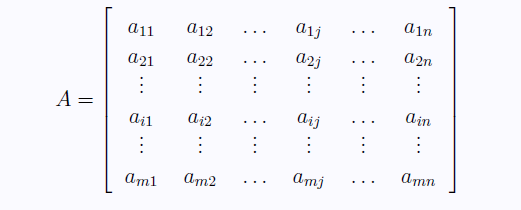 a₁₁ a₁₂ … a₁ⱼ … a₁ₙ
a₂₁ a₂₂ … a₂ⱼ … a₂ₙ
⋮ ⋮ ⋮ ⋮ ⋮ ⋮
A = aᵢ₁ aᵢ₂ … aᵢⱼ … aᵢₙ
⋮ ⋮ ⋮ ⋮ ⋮ ⋮
aₘ₁ aₘ₂ … aₘⱼ … aₘₙ